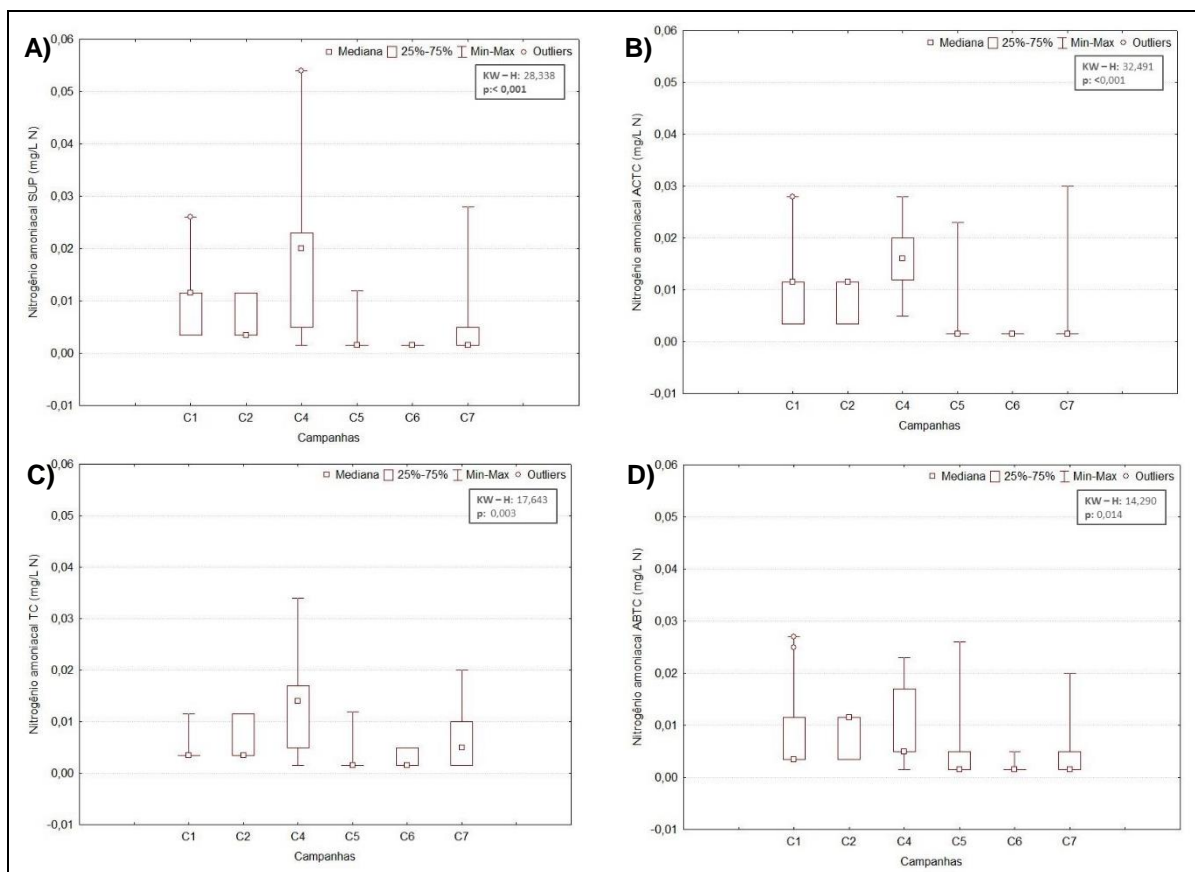 A)
Mediana 25%-75% Min-Max Outliers
KW – H: 28,338
p:< 0,001
Nitrogênio amoniacal SUP (mg/L N)
0,06
0,05
0,04
0,03
0,02
0,01
0,00
-0,01
C1 C2 C4 C5 C6 C7
Campanhas
B)
Mediana 25%-75% Min-Max Outliers
KW – H: 32,491
p: <0,001
Nitrogênio amoniacal ACTC (mg/L N)
0,06
0,05
0,04
0,03
0,02
0,01
0,00
-0,01
C1 C2 C4 C5 C6 C7
Campanhas
C)
Mediana 25%-75% Min-Max Outliers
KW – H: 17,643
p: 0,003
Nitrogênio amoniacal TC (mg/L N)
0,06
0,05
0,04
0,03
0,02
0,01
0,00
-0,01
C1 C2 C4 C5 C6 C7
Campanhas
D)
Mediana 25%-75% Min-Max Outliers
KW – H: 14,290
p: 0,014
Nitrogênio amoniacal ABTC (mg/L N)
0,06
0,05
0,04
0,03
0,02
0,01
0,00
-0,01
C1 C2 C4 C5 C6 C7
Campanhas